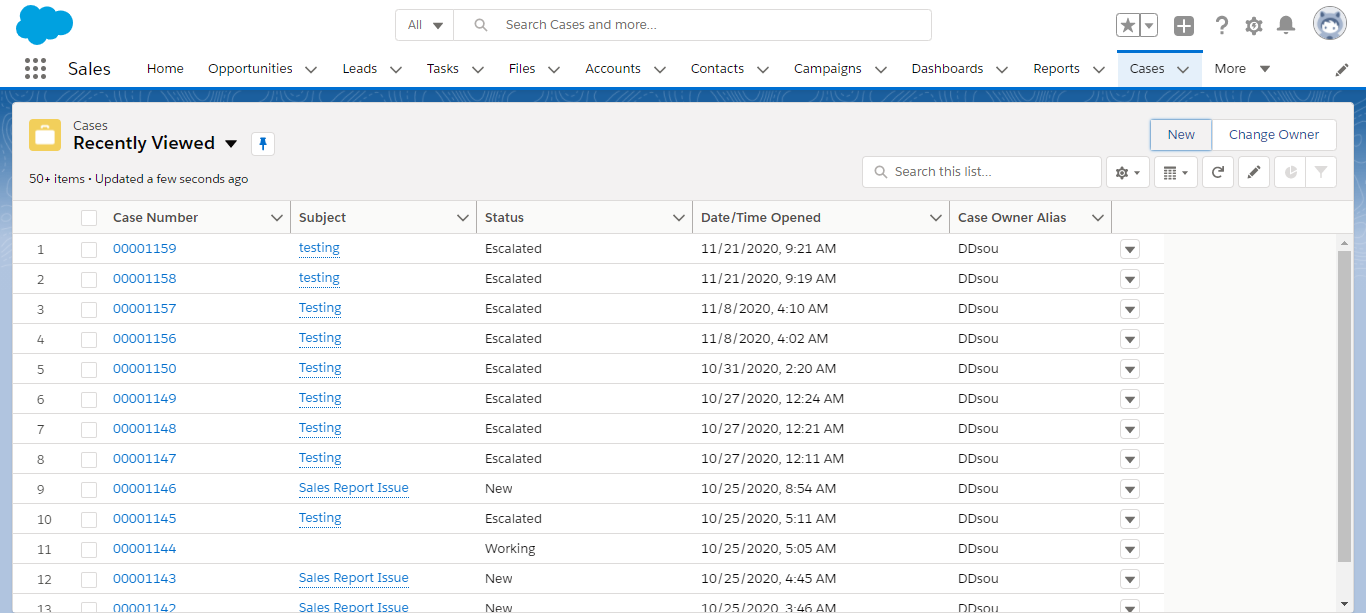 All Search Cases and more...
Sales Home Opportunities Leads Tasks Files Accounts Contacts Campaigns Dashboards Reports Cases More
Cases
Recently Viewed
New Change Owner
50+ items • Updated a few seconds ago
Search this list...
Case Number Subject Status Date/Time Opened Case Owner Alias
1 00001159 testing Escalated 11/21/2020, 9:21 AM DDsou
2 00001158 testing Escalated 11/21/2020, 9:19 AM DDsou
3 00001157 Testing Escalated 11/8/2020, 4:10 AM DDsou
4 00001156 Testing Escalated 11/8/2020, 4:02 AM DDsou
5 00001150 Testing Escalated 10/31/2020, 2:20 AM DDsou
6 00001149 Testing Escalated 10/27/2020, 12:24 AM DDsou
7 00001148 Testing Escalated 10/27/2020, 12:21 AM DDsou
8 00001147 Testing Escalated 10/27/2020, 12:11 AM DDsou
9 00001146 Sales Report Issue New 10/25/2020, 8:54 AM DDsou
10 00001145 Testing Escalated 10/25/2020, 5:11 AM DDsou
11 00001144 Working 10/25/2020, 5:05 AM DDsou
12 00001143 Sales Report Issue New 10/25/2020, 4:45 AM DDsou
13 00001142 Sales Report Issue New 10/25/2020, 3:46 AM DDsou